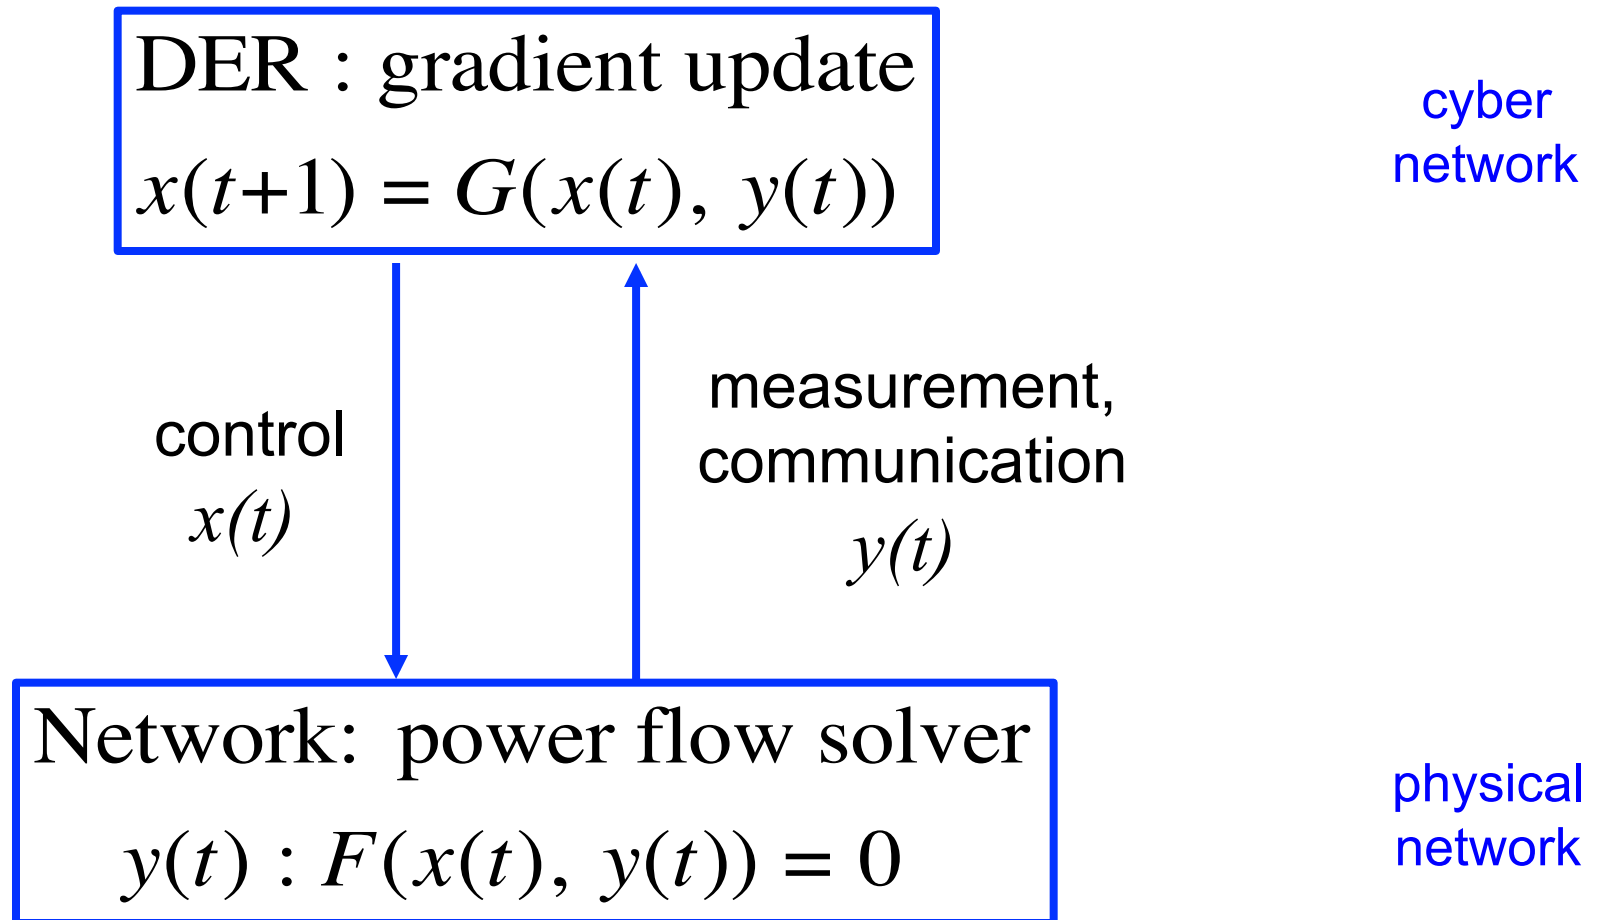 DER : gradient update
x(t+1) = G(x(t), y(t))
cyber
network
control
x(t)
measurement,
communication
y(t)
Network: power flow solver
y(t) : F(x(t), y(t)) = 0
physical
network